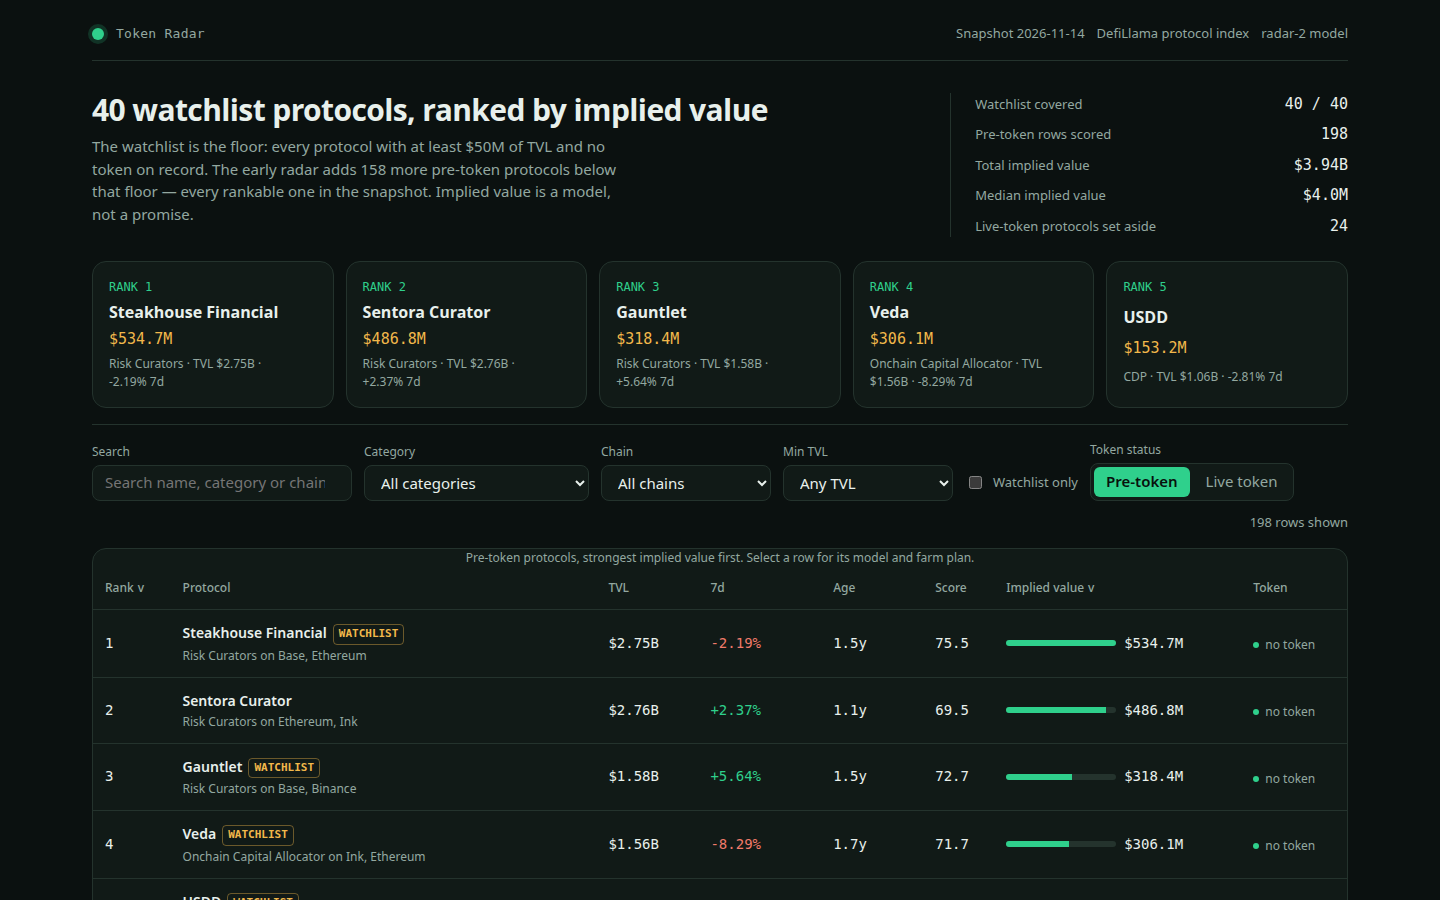 Token Radar
Snapshot 2026-11-14 DefiLlama protocol index radar-2 model
40 watchlist protocols, ranked by implied value
The watchlist is the floor: every protocol with at least $50M of TVL and no
token on record. The early radar adds 158 more pre-token protocols below
that floor — every rankable one in the snapshot. Implied value is a model,
not a promise.
Watchlist covered 40 / 40
Pre-token rows scored 198
Total implied value $3.94B
Median implied value $4.0M
Live-token protocols set aside 24
RANK 1
Steakhouse Financial
$534.7M
Risk Curators · TVL $2.75B ·
-2.19% 7d
RANK 2
Sentora Curator
$486.8M
Risk Curators · TVL $2.76B ·
+2.37% 7d
RANK 3
Gauntlet
$318.4M
Risk Curators · TVL $1.58B ·
+5.64% 7d
RANK 4
Veda
$306.1M
Onchain Capital Allocator · TVL
$1.56B · -8.29% 7d
RANK 5
USDD
$153.2M
CDP · TVL $1.06B · -2.81% 7d
Search
Search name, category or chain
Category
All categories
Chain
All chains
Min TVL
Any TVL
Watchlist only
Token status
Pre-token Live token
198 rows shown
Pre-token protocols, strongest implied value first. Select a row for its model and farm plan.
Rank v Protocol TVL 7d Age Score Implied value v Token
1 Steakhouse Financial WATCHLIST $2.75B -2.19% 1.5y 75.5 $534.7M no token
Risk Curators on Base, Ethereum
2 Sentora Curator $2.76B +2.37% 1.1y 69.5 $486.8M no token
Risk Curators on Ethereum, Ink
3 Gauntlet WATCHLIST $1.58B +5.64% 1.5y 72.7 $318.4M no token
Risk Curators on Base, Binance
4 Veda WATCHLIST $1.56B -8.29% 1.7y 71.7 $306.1M no token
Onchain Capital Allocator on Ink, Ethereum
USDD WATCHLIST